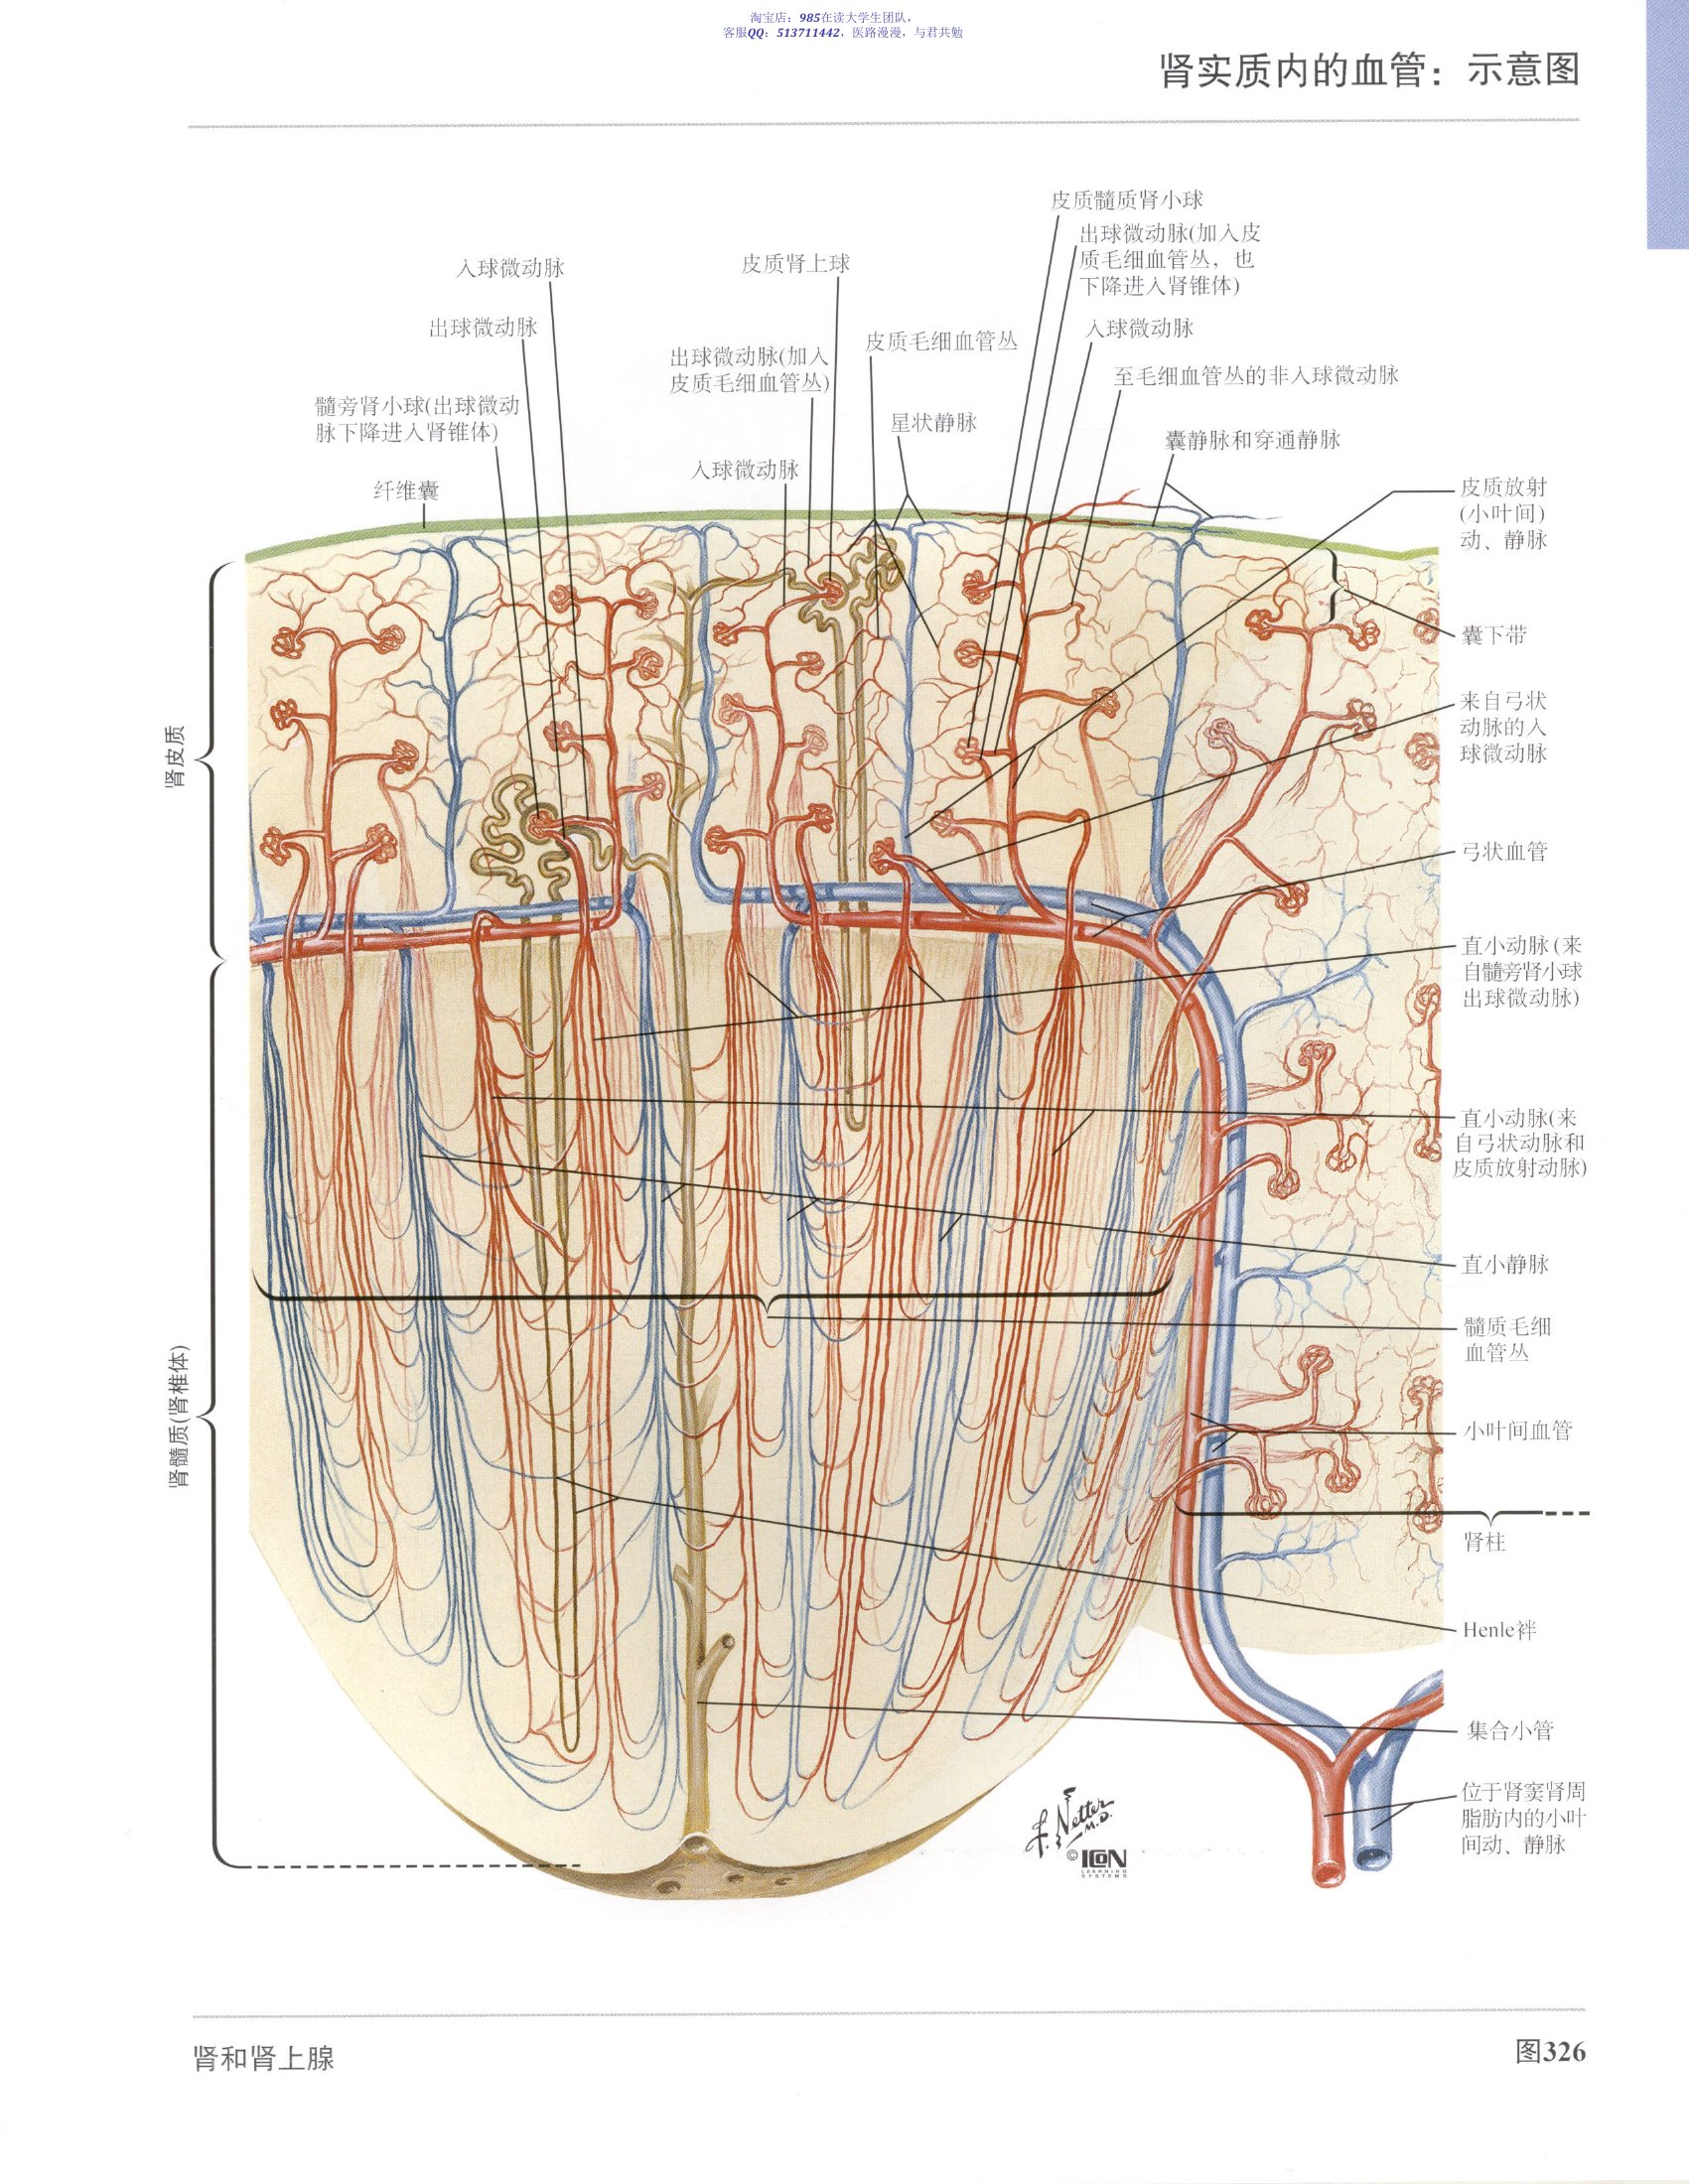 淘宝店：985在读大学生团队，
客服QQ：513711442，医路漫漫，与君共勉
肾实质内的血管：示意图
皮质髓质肾小球
出球微动脉(加入皮
质毛细血管丛，也
下降进入肾锥体)
入球微动脉
皮质肾上球
出球微动脉
入球微动脉
皮质毛细血管丛
出球微动脉(加入
皮质毛细血管丛)
至毛细血管丛的非入球微动脉
髓旁肾小球(出球微动
脉下降进入肾锥体)
星状静脉
囊静脉和穿通静脉
入球微动脉
纤维囊
皮质放射
(小叶间)
动、静脉
囊下带
来自弓状
动脉的入
球微动脉
肾皮质
弓状血管
直小动脉(来
自髓旁肾小球
出球微动脉)
直小动脉(来
自弓状动脉和
皮质放射动脉)
直小静脉
髓质毛细
血管丛
肾髓质(肾椎体)
小叶间血管
肾柱
Henle袢
集合小管
位于肾窦肾周
脂肪内的小叶
间动、静脉
F. Netter
M.D.
© ICON
LEARNING
SYSTEMS
肾和肾上腺
图326